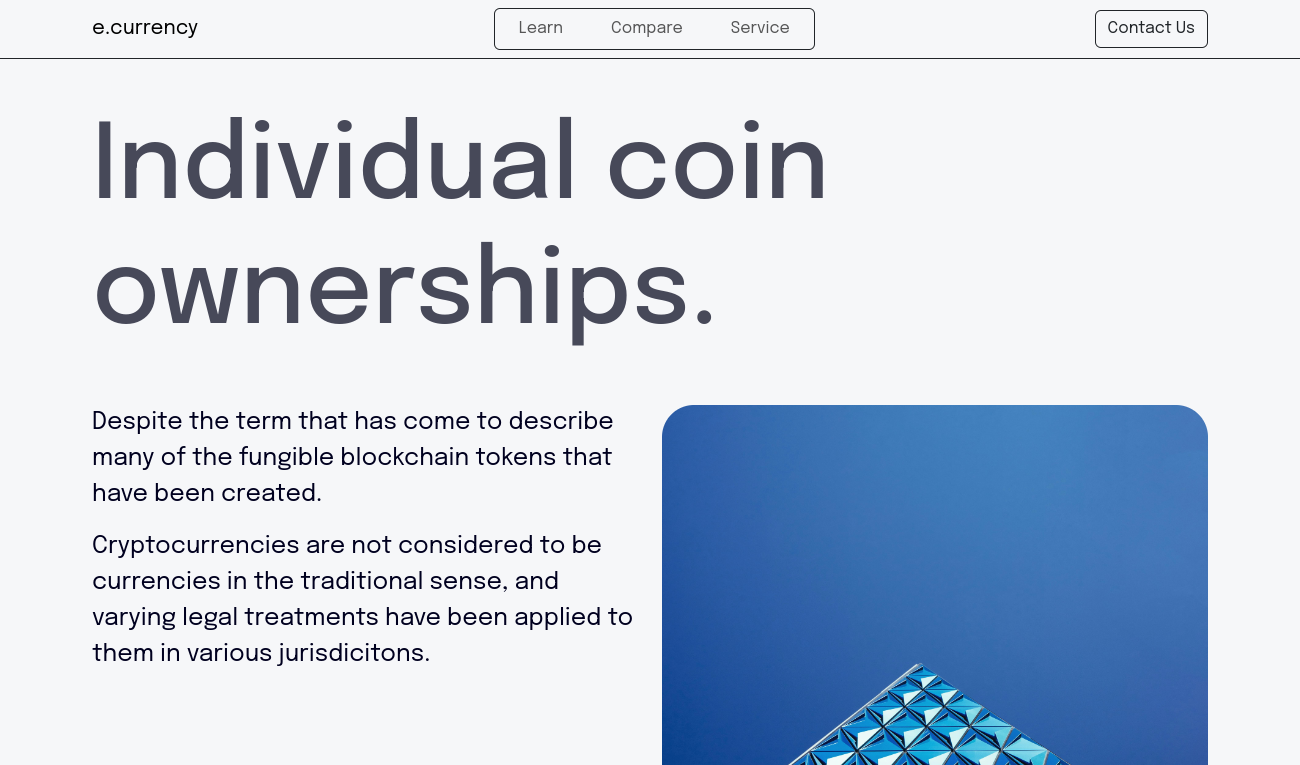 e.currency
Learn Compare Service
Contact Us
Individual coin
ownerships.
Despite the term that has come to describe
many of the fungible blockchain tokens that
have been created.
Cryptocurrencies are not considered to be
currencies in the traditional sense, and
varying legal treatments have been applied to
them in various jurisdicitons.